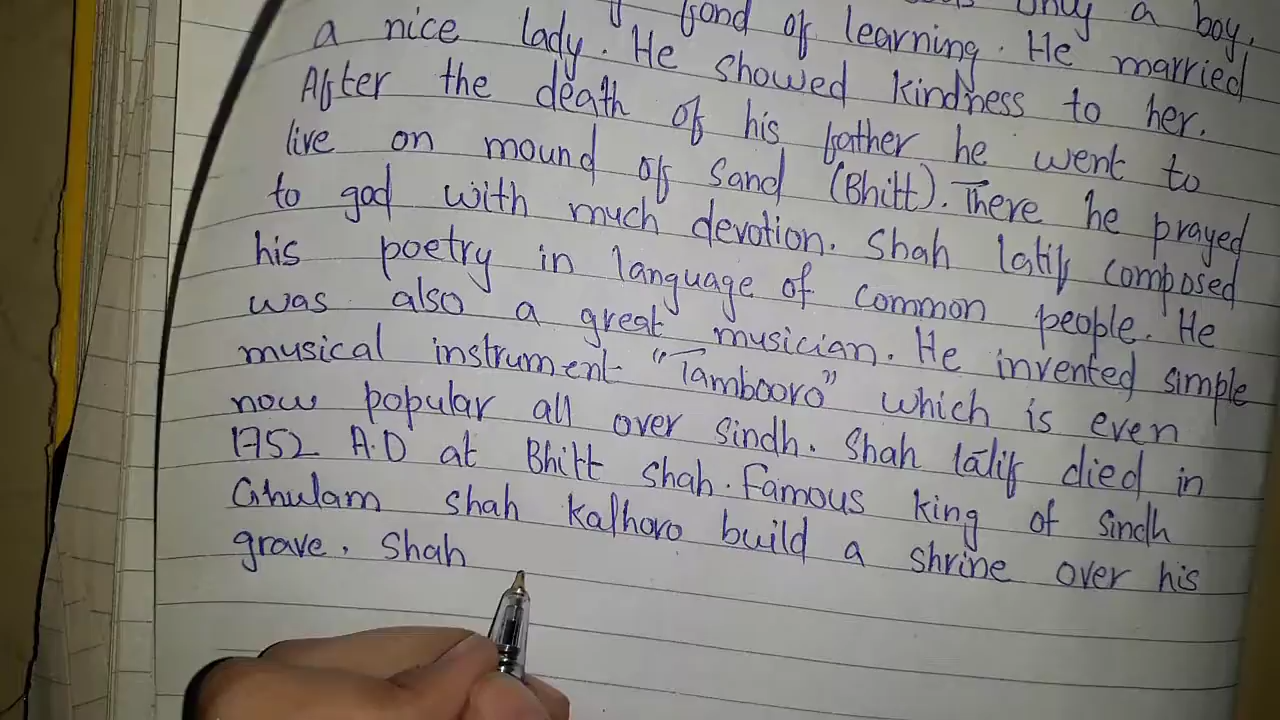 only a boy,
fond of learning. He married
a nice lady. He showed kindness to her.
After the death of his father he went to
live on mound of sand (Bhitt). There he prayed
to god with much devotion. Shah latif composed
his poetry in language of common people. He
was also a great musician. He invented simple
musical instrument "Tambooro" which is even
now popular all over sindh. Shah latif died in
1752 A.D at Bhitt shah. Famous king of sindh
Ghulam shah kalhoro build a shrine over his
grave. Shah